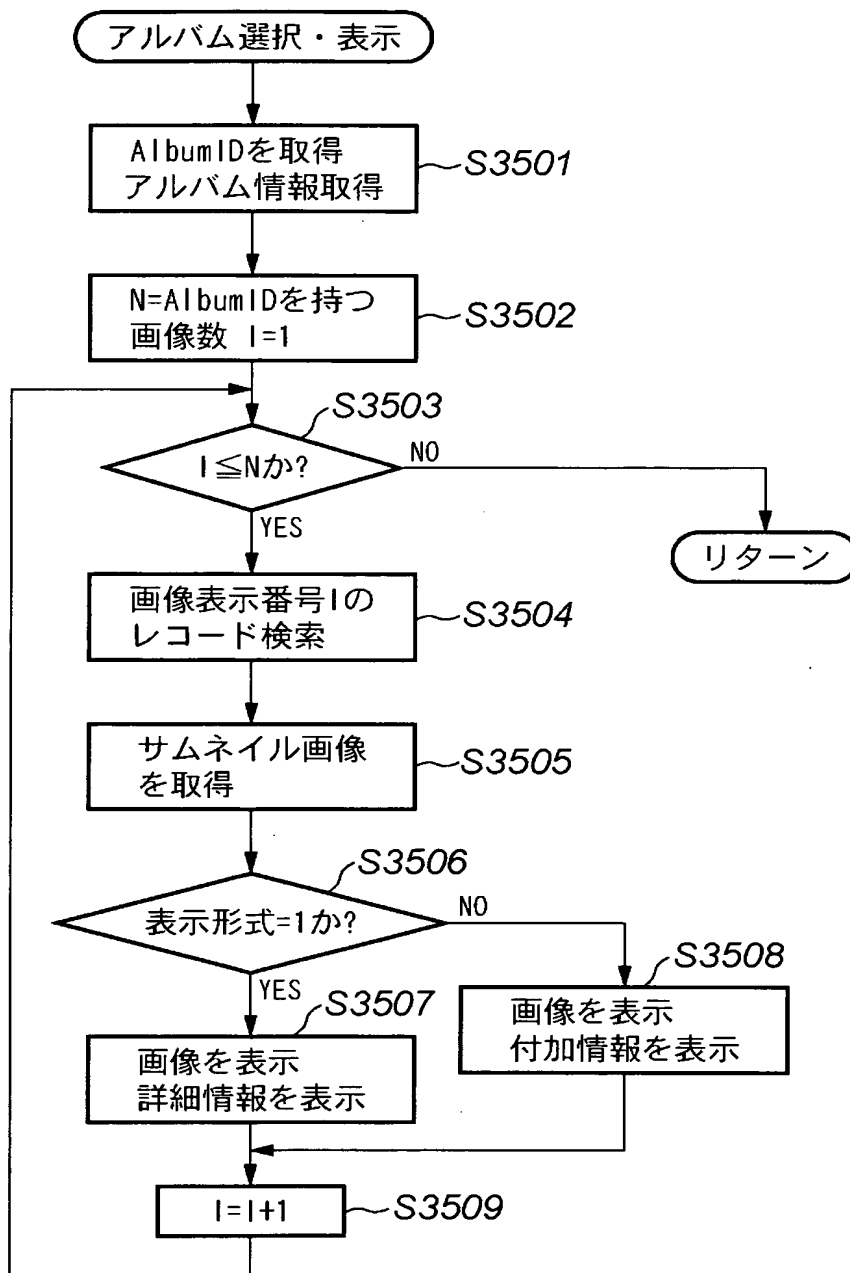 アルバム選択・表示
AlbumIDを取得
アルバム情報取得
S3501
N=AlbumIDを持つ
画像数 I=1
S3502
S3503
I≦Nか?
NO
YES
リターン
画像表示番号Iの
レコード検索
S3504
サムネイル画像
を取得
S3505
S3506
表示形式=1か?
NO
YES
S3508
画像を表示
付加情報を表示
S3507
画像を表示
詳細情報を表示
I=I+1
S3509